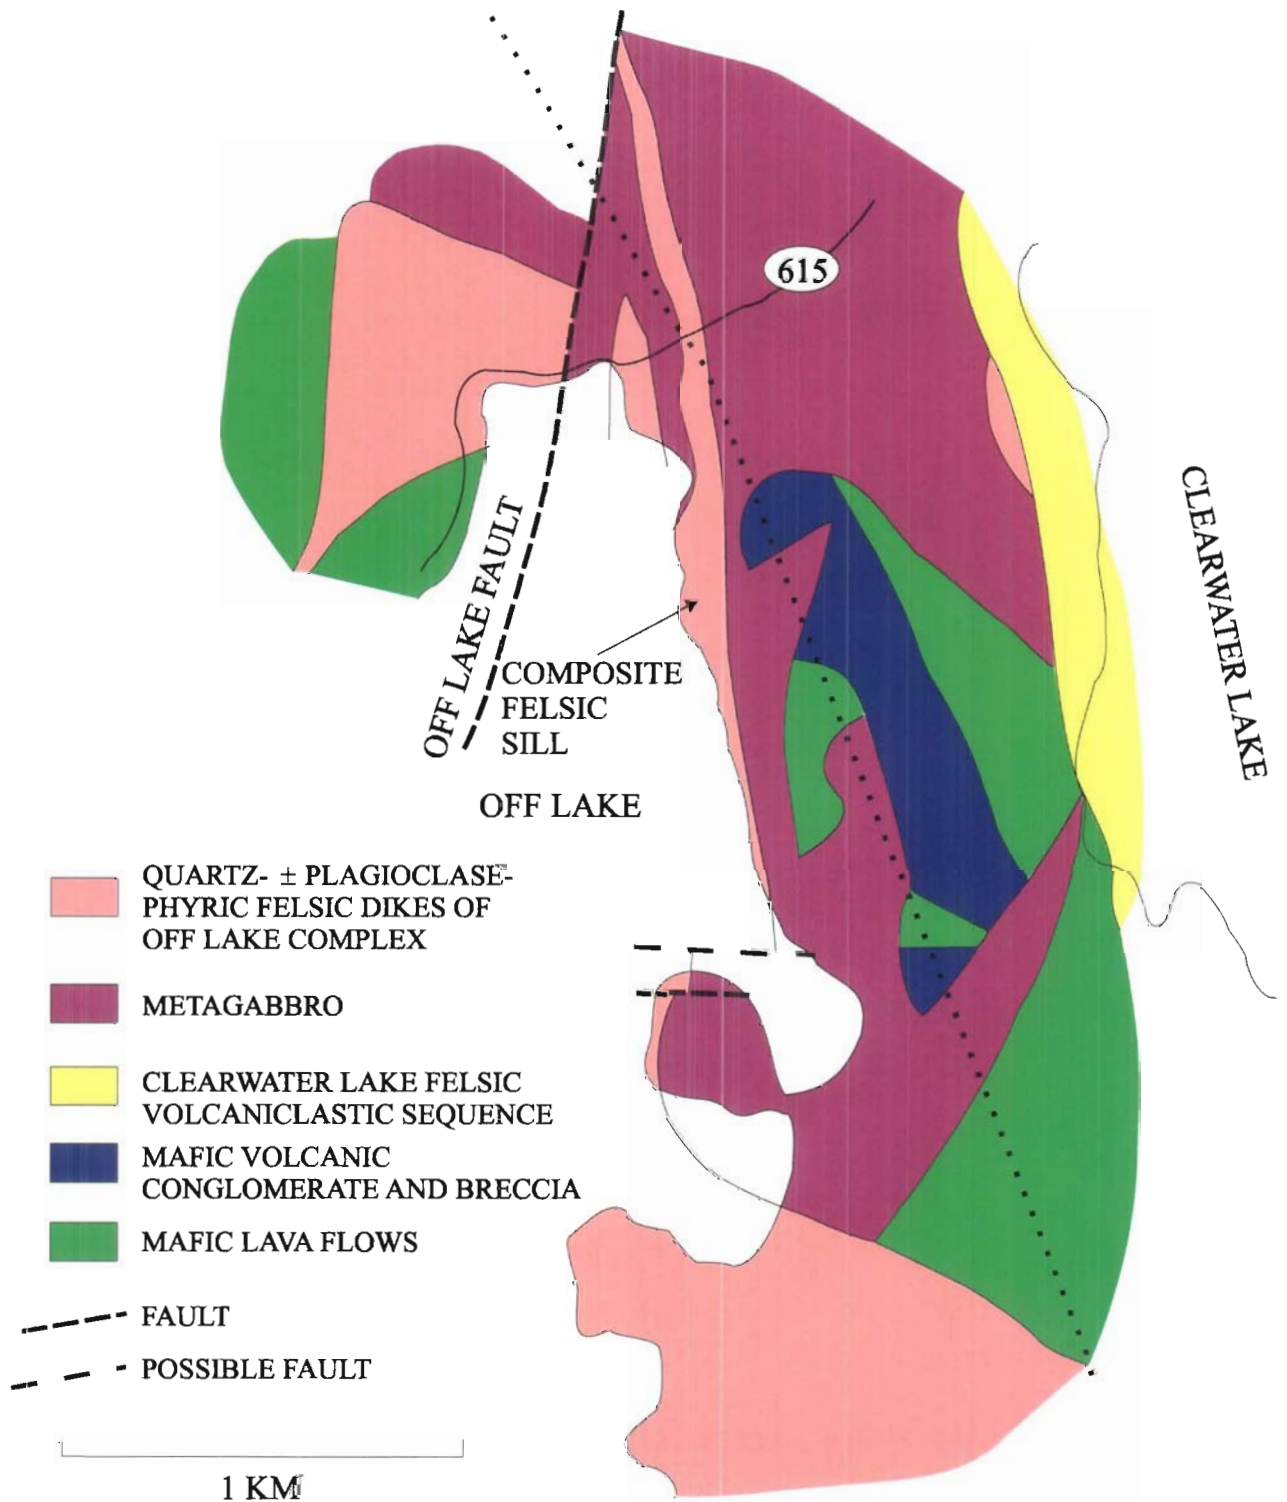 615
CLEARWATER LAKE
OFF LAKE FAULT
COMPOSITE
FELSIC
SILL
OFF LAKE
QUARTZ- ± PLAGIOCLASE-
PHYRIC FELSIC DIKES OF
OFF LAKE COMPLEX
METAGABBRO
CLEARWATER LAKE FELSIC
VOLCANICLASTIC SEQUENCE
MAFIC VOLCANIC
CONGLOMERATE AND BRECCIA
MAFIC LAVA FLOWS
FAULT
POSSIBLE FAULT
1 KM